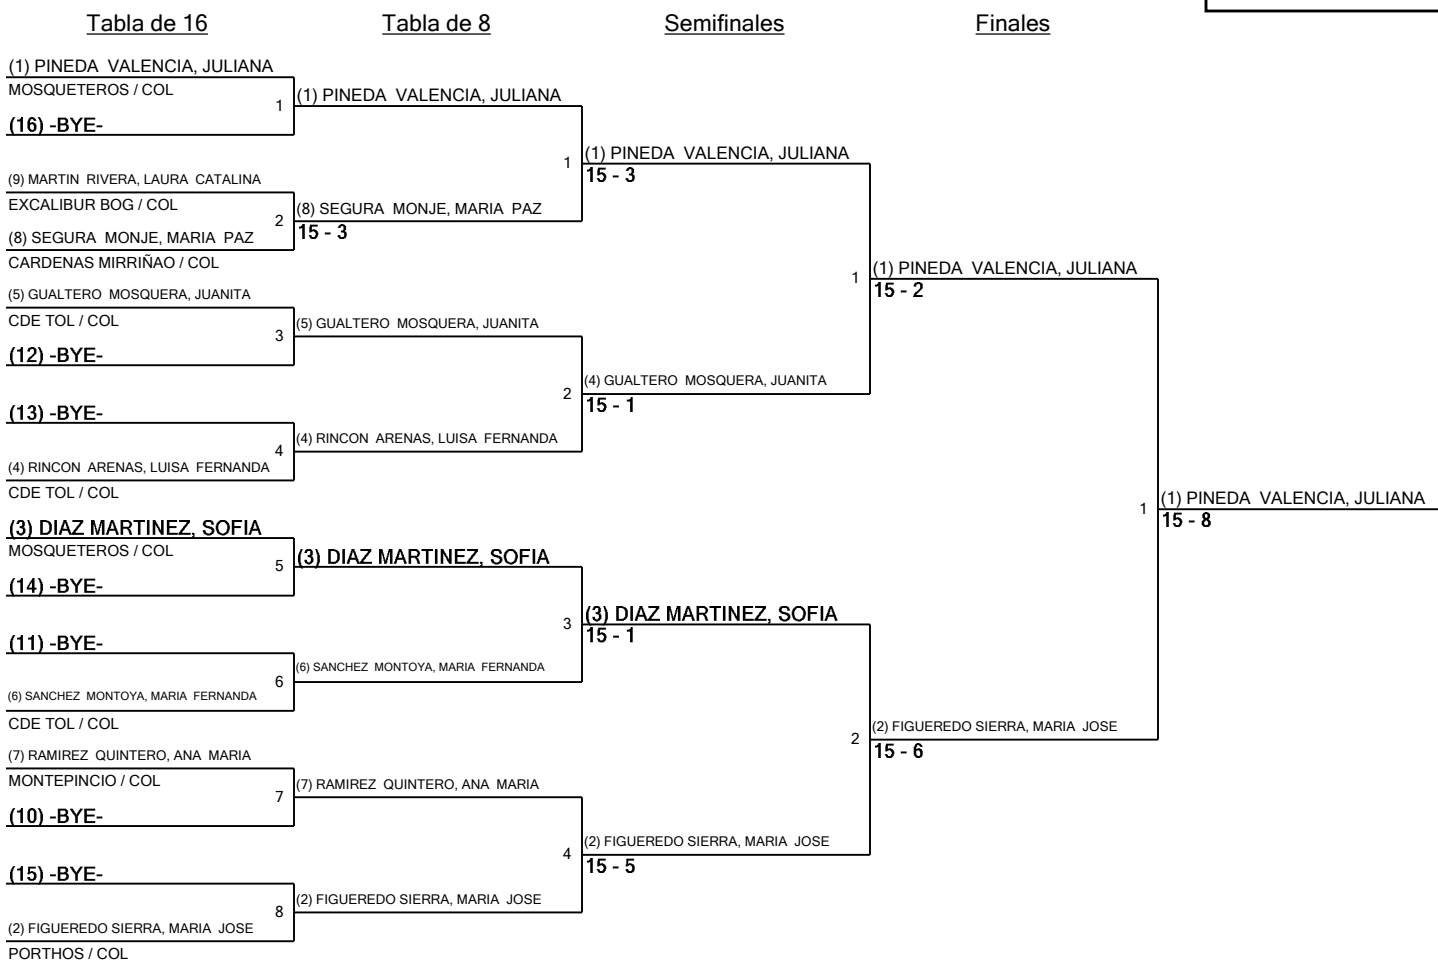 Tabla de 16
Tabla de 8
Semifinales
Finales
(1) PINEDA VALENCIA, JULIANA
MOSQUETEROS / COL
1
(16) -BYE-
(9) MARTIN RIVERA, LAURA CATALINA
EXCALIBUR BOG / COL
2
(8) SEGURA MONJE, MARIA PAZ
CARDENAS MIRRIÑAO / COL
(5) GUALTERO MOSQUERA, JUANITA
CDE TOL / COL
3
(12) -BYE-
(13) -BYE-
4
(4) RINCON ARENAS, LUISA FERNANDA
CDE TOL / COL
(3) DIAZ MARTINEZ, SOFIA
MOSQUETEROS / COL
5
(14) -BYE-
(11) -BYE-
6
(6) SANCHEZ MONTOYA, MARIA FERNANDA
CDE TOL / COL
(7) RAMIREZ QUINTERO, ANA MARIA
MONTEPINCIO / COL
7
(10) -BYE-
(15) -BYE-
8
(2) FIGUEREDO SIERRA, MARIA JOSE
PORTHOS / COL
(1) PINEDA VALENCIA, JULIANA
1
(8) SEGURA MONJE, MARIA PAZ
15 - 3
(5) GUALTERO MOSQUERA, JUANITA
2
(4) RINCON ARENAS, LUISA FERNANDA
(3) DIAZ MARTINEZ, SOFIA
3
(6) SANCHEZ MONTOYA, MARIA FERNANDA
(7) RAMIREZ QUINTERO, ANA MARIA
4
(2) FIGUEREDO SIERRA, MARIA JOSE
(1) PINEDA VALENCIA, JULIANA
15 - 3
1
(4) GUALTERO MOSQUERA, JUANITA
15 - 1
(3) DIAZ MARTINEZ, SOFIA
15 - 1
2
(2) FIGUEREDO SIERRA, MARIA JOSE
15 - 5
(1) PINEDA VALENCIA, JULIANA
15 - 2
1
(2) FIGUEREDO SIERRA, MARIA JOSE
15 - 6
(1) PINEDA VALENCIA, JULIANA
15 - 8